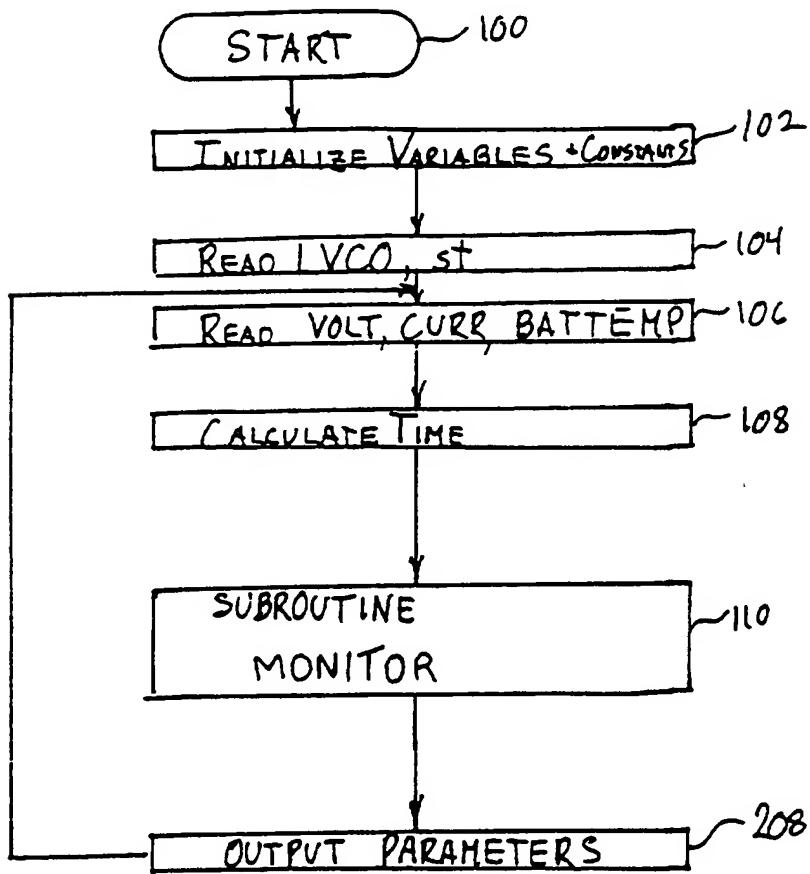 START
100
INITIALIZE VARIABLES + CONSTANTS
102
READ LVCO, st
104
READ VOLT, CURR, BATTEMP
106
CALCULATE TIME
108
SUBROUTINE
MONITOR
110
OUTPUT PARAMETERS
208